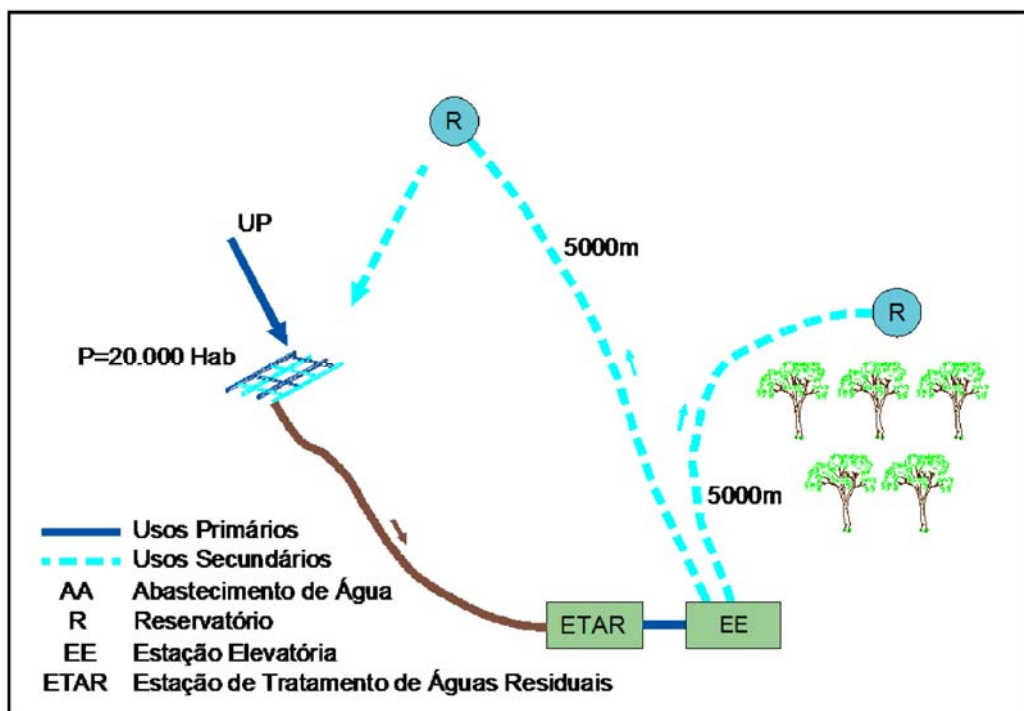 R
UP
5000m
P=20.000 Hab
R
5000m
Usos Primários
Usos Secundários
AA Abastecimento de Água
R Reservatório
EE Estação Elevatória
ETAR Estação de Tratamento de Águas Residuais
ETAR
EE